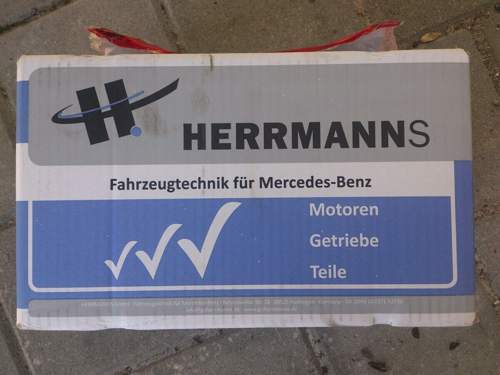 H
HERRMANNS
Fahrzeugtechnik für Mercedes-Benz
Motoren
Getriebe
Teile